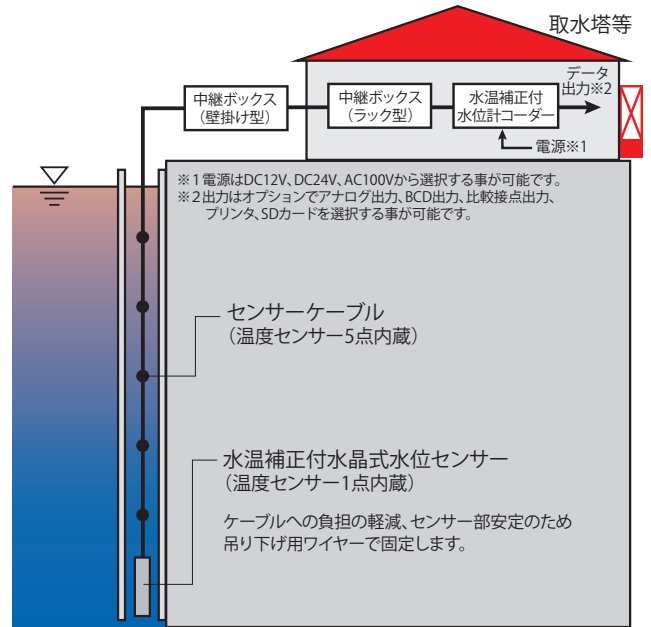 取水塔等
中継ボックス
（壁掛け型）
中継ボックス
（ラック型）
水温補正付
水位計コーダー
データ
出力※2
電源※1
※1電源はDC12V、DC24V、AC100Vから選択する事が可能です。
※2出力はオプションでアナログ出力、BCD出力、比較接点出力、
プリンタ、SDカードを選択する事が可能です。
センサーケーブル
（温度センサー5点内蔵）
水温補正付水晶式水位センサー
（温度センサー1点内蔵）
ケーブルへの負担の軽減、センサー部安定のため
吊り下げ用ワイヤーで固定します。